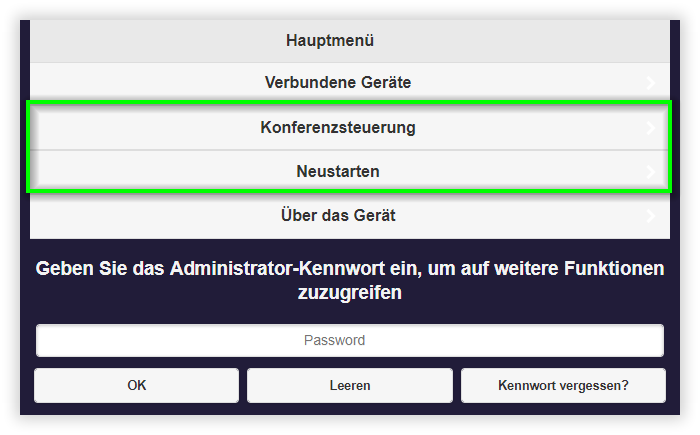 Hauptmenü
Verbundene Geräte
Konferenzsteuerung
Neustarten
Über das Gerät
Geben Sie das Administrator-Kennwort ein, um auf weitere Funktionen
zuzugreifen
Password
OK
Leeren
Kennwort vergessen?